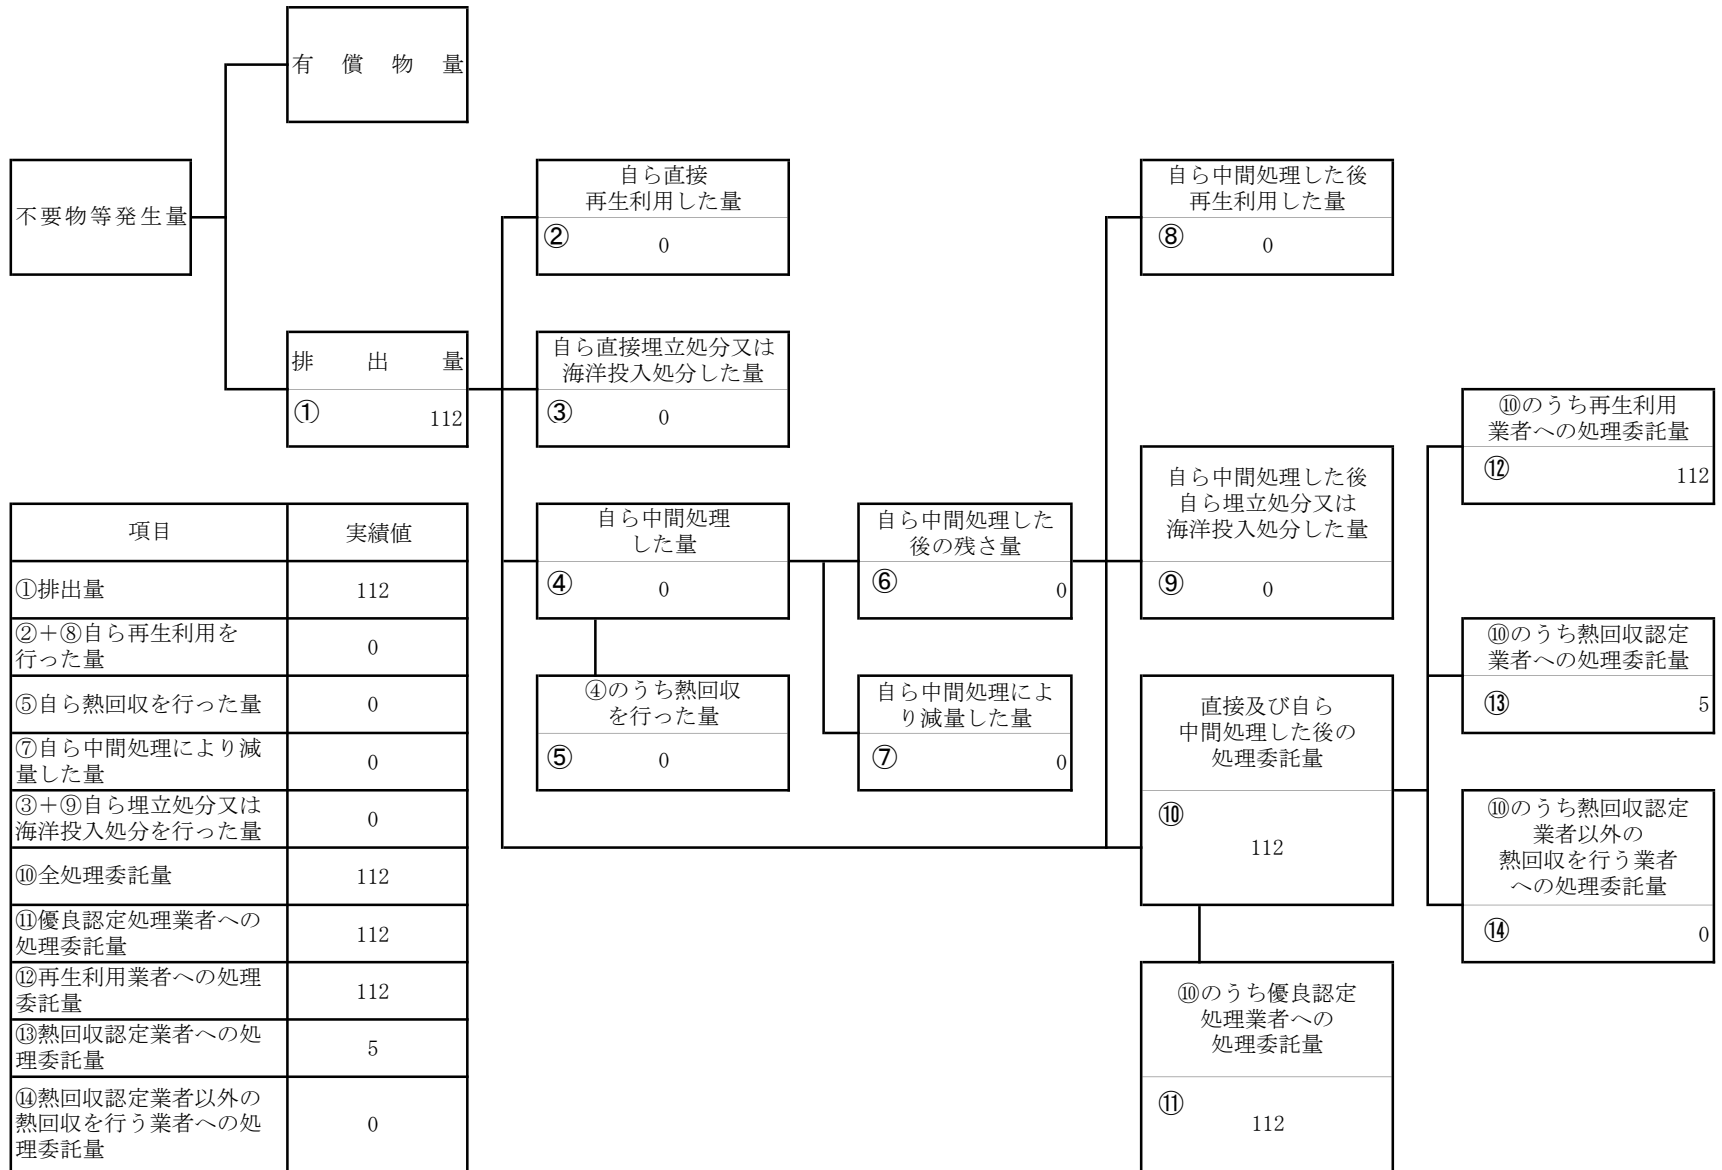 有償物量
不要物等発生量
排出量
①
112
自ら直接
再生利用した量
②
0
自ら直接埋立処分又は
海洋投入処分した量
③
0
自ら中間処理
した量
④
0
④のうち熱回収
を行った量
⑤
0
自ら中間処理した
後の残さ量
⑥
0
自ら中間処理によ
り減量した量
⑦
0
自ら中間処理した後
再生利用した量
⑧
0
自ら中間処理した後
自ら埋立処分又は
海洋投入処分した量
⑨
0
直接及び自ら
中間処理した後の
処理委託量
⑩
112
⑩のうち優良認定
処理業者への
処理委託量
⑪
112
⑩のうち再生利用
業者への処理委託量
⑫
112
⑩のうち熱回収認定
業者への処理委託量
⑬
5
⑩のうち熱回収認定
業者以外の
熱回収を行う業者
への処理委託量
⑭
0
項目 実績値
①排出量 112
②+⑧自ら再生利用を
行った量
0
⑤自ら熱回収を行った量 0
⑦自ら中間処理により減
量した量
0
③+⑨自ら埋立処分又は
海洋投入処分を行った量
0
⑩全処理委託量 112
⑪優良認定処理業者への
処理委託量
112
⑫再生利用業者への処理
委託量
112
⑬熱回収認定業者への処
理委託量
5
⑭熱回収認定業者以外の
熱回収を行う業者への処
理委託量
0